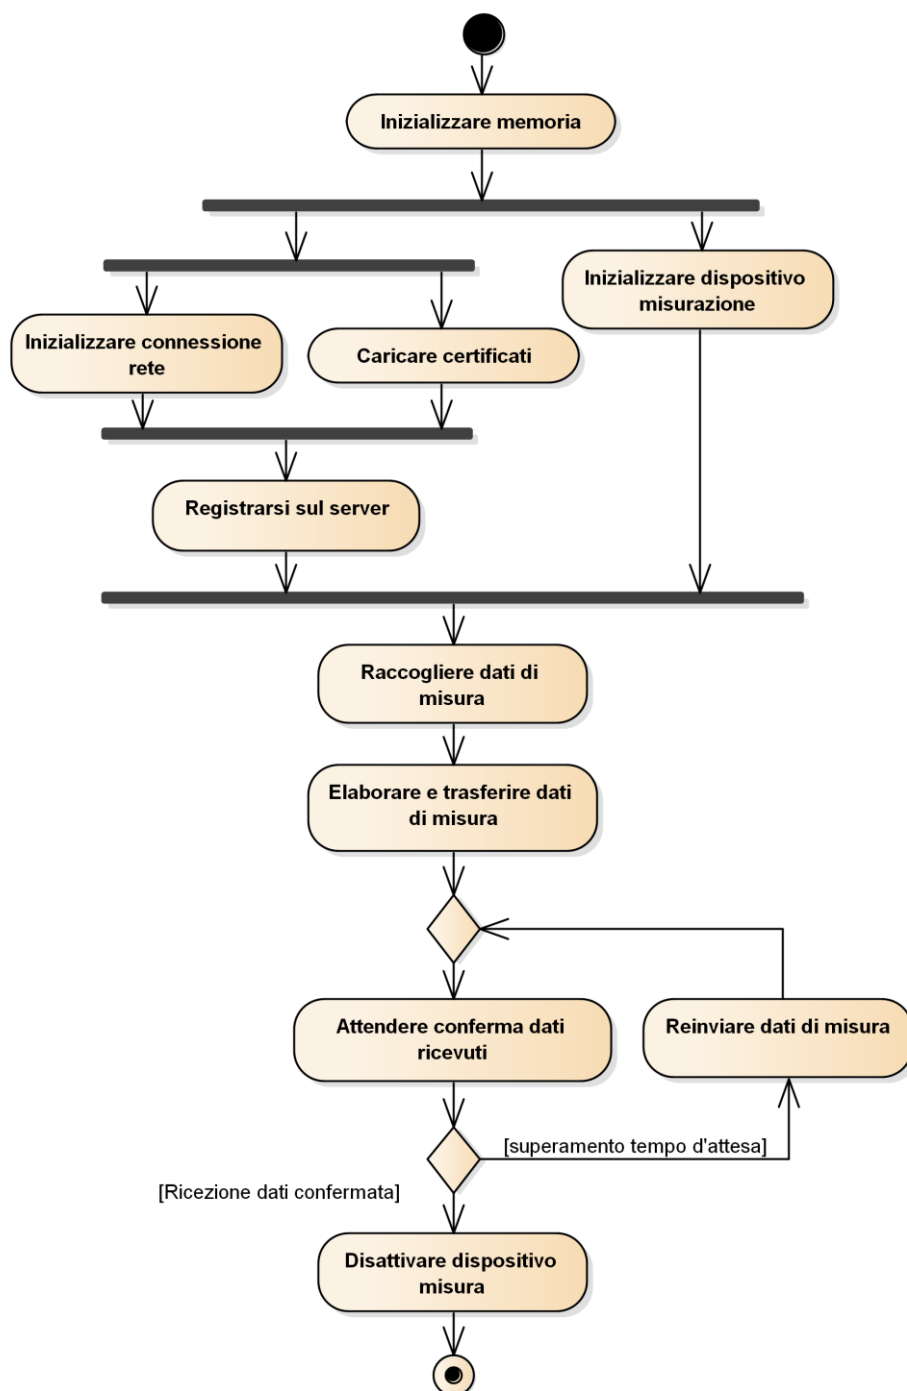 Inizializzare memoria
Inizializzare dispositivo
misurazione
Inizializzare connessione
rete
Caricare certificati
Registrarsi sul server
Raccogliere dati di
misura
Elaborare e trasferire dati
di misura
Attendere conferma dati
ricevuti
Reinviare dati di misura
[superamento tempo d'attesa]
[Ricezione dati confermata]
Disattivare dispositivo
misura